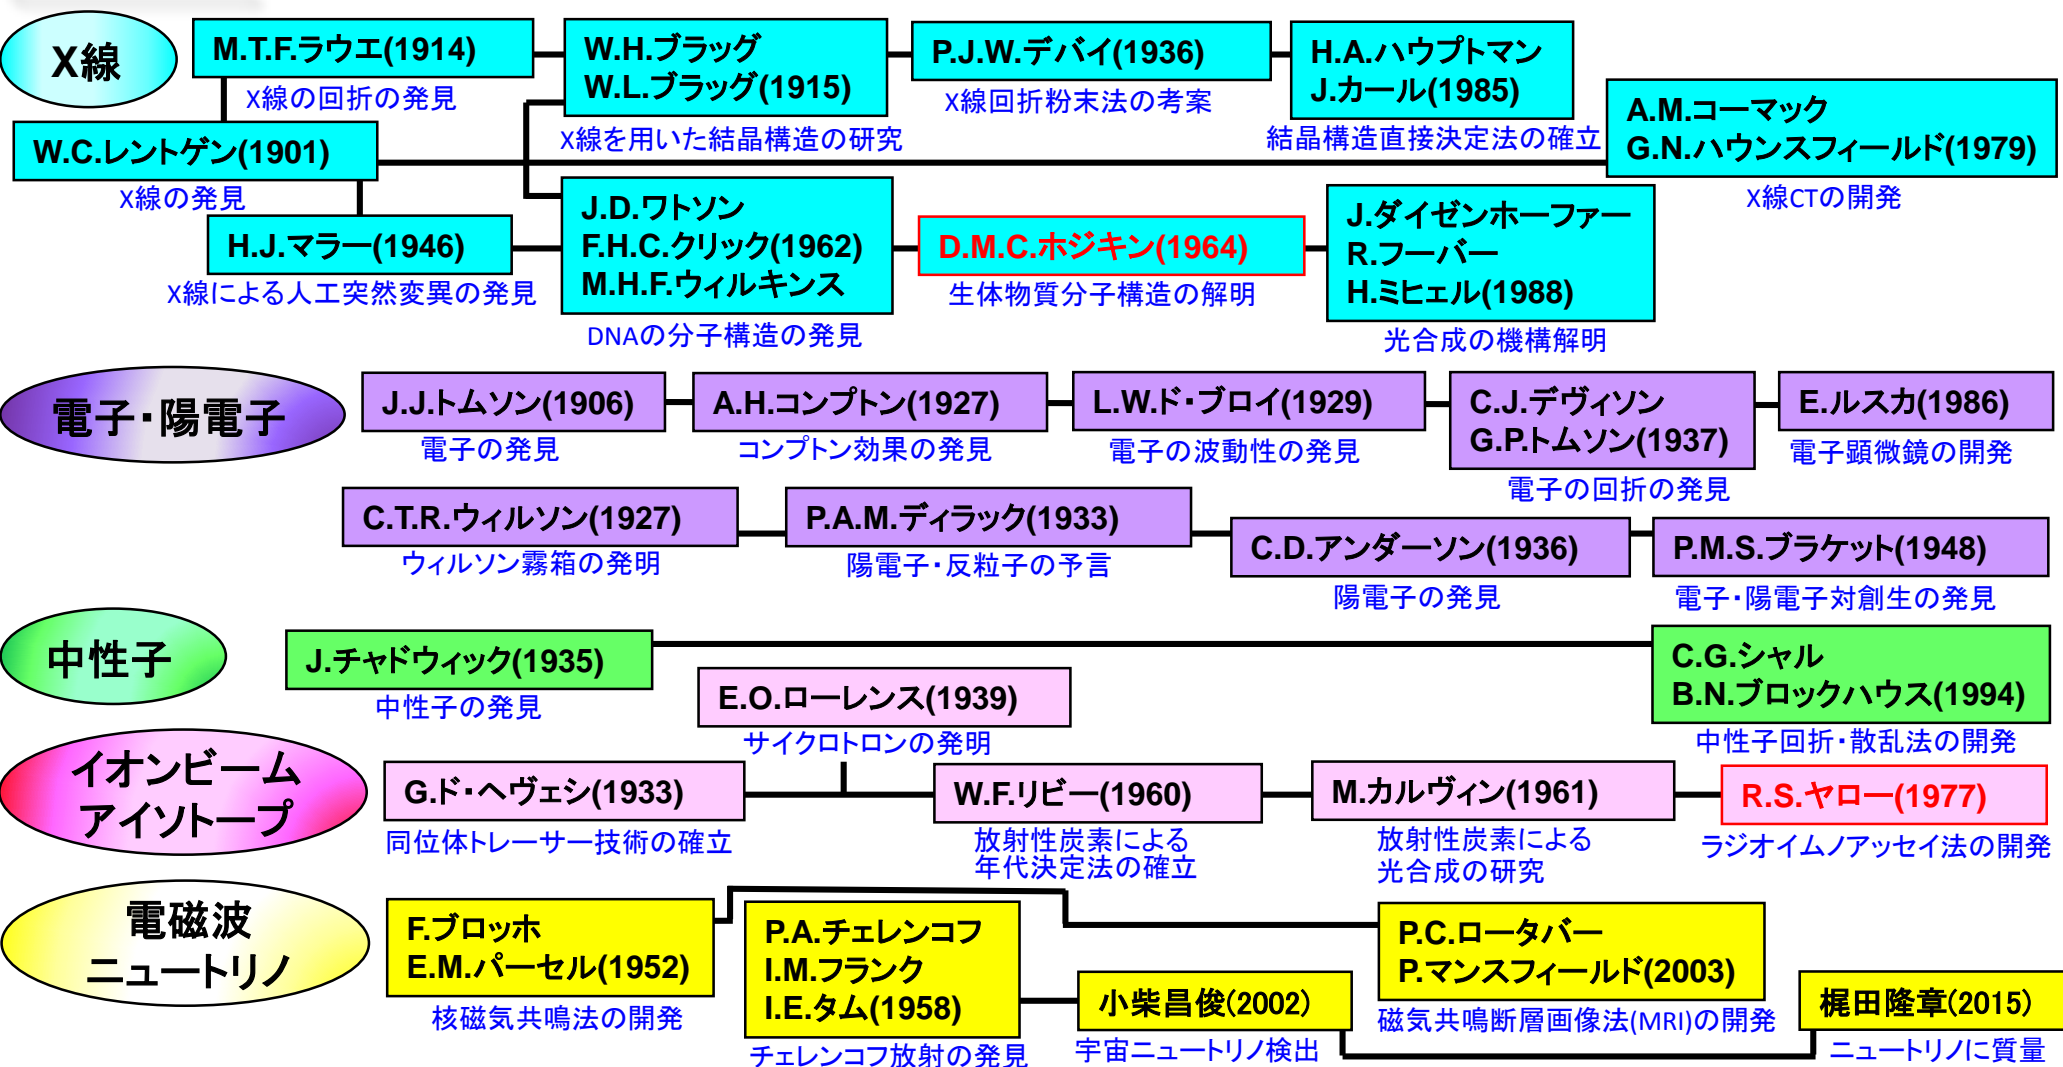 X線
M.T.F.ラウエ(1914)
X線の回折の発見
W.H.ブラッグ
W.L.ブラッグ(1915)
X線を用いた結晶構造の研究
P.J.W.デバイ(1936)
X線回折粉末法の考案
H.A.ハウプトマン
J.カール(1985)
結晶構造直接決定法の確立
A.M.コーマック
G.N.ハウンスフィールド(1979)
X線CTの開発
W.C.レントゲン(1901)
X線の発見
H.J.マラー(1946)
X線による人工突然変異の発見
J.D.ワトソン
F.H.C.クリック(1962)
M.H.F.ウィルキンス
DNAの分子構造の発見
D.M.C.ホジキン(1964)
生体物質分子構造の解明
J.ダイゼンホーファー
R.フーバー
H.ミヒェル(1988)
光合成の機構解明
電子・陽電子
J.J.トムソン(1906)
電子の発見
A.H.コンプトン(1927)
コンプトン効果の発見
L.W.ド・ブロイ(1929)
電子の波動性の発見
C.J.デヴィソン
G.P.トムソン(1937)
電子の回折の発見
E.ルスカ(1986)
電子顕微鏡の開発
C.T.R.ウィルソン(1927)
ウィルソン霧箱の発明
P.A.M.ディラック(1933)
陽電子・反粒子の予言
C.D.アンダーソン(1936)
陽電子の発見
P.M.S.ブラケット(1948)
電子・陽電子対創生の発見
中性子
J.チャドウィック(1935)
中性子の発見
C.G.シャル
B.N.ブロックハウス(1994)
中性子回折・散乱法の開発
イオンビーム
アイソトープ
E.O.ローレンス(1939)
サイクロトロンの発明
G.ド・ヘヴェシ(1933)
同位体トレーサー技術の確立
W.F.リビー(1960)
放射性炭素による
年代決定法の確立
M.カルヴィン(1961)
放射性炭素による
光合成の研究
R.S.ヤロー(1977)
ラジオイムノアッセイ法の開発
電磁波
ニュートリノ
F.ブロッホ
E.M.パーセル(1952)
核磁気共鳴法の開発
P.A.チェレンコフ
I.M.フランク
I.E.タム(1958)
チェレンコフ放射の発見
小柴昌俊(2002)
宇宙ニュートリノ検出
P.C.ロータバー
P.マンスフィールド(2003)
磁気共鳴断層画像法(MRI)の開発
梶田隆章(2015)
ニュートリノに質量